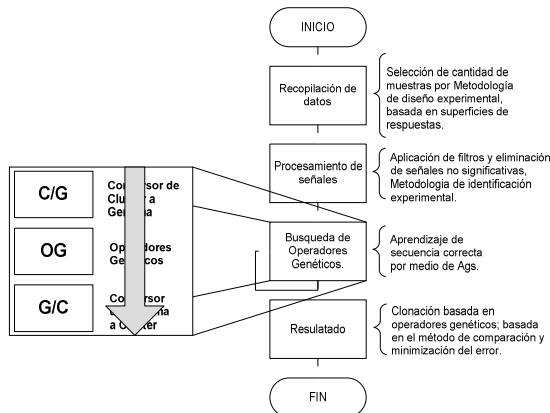 INICIO
Recopilación de
datos
Selección de cantidad de
muestras por Metodología
de diseño experimental,
basada en superficies de
respuestas.
Procesamiento de
señales
Aplicación de filtros y eliminación
de señales no significativas,
Metodologia de identificación
experimental.
C/G
de
Cluster a
OG
G/C
a
Busqueda de
Operadores
Genéticos.
Aprendizaje de
secuencia correcta
por medio de Ags.
Resulatado
Clonación basada en
operadores genéticos; basada
en el método de comparación y
minimización del error.
FIN